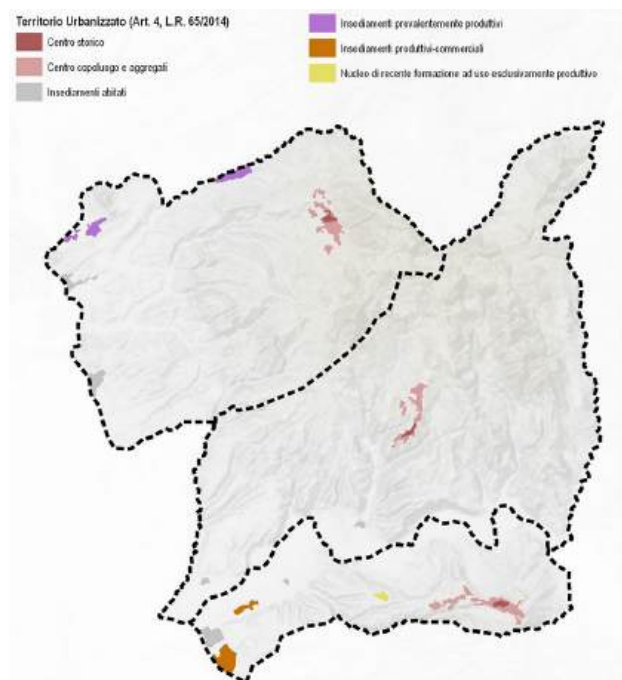 Territorio Urbanizzato (Art. 4, L.R. 65/2014)
Centro storico
Centro capoluogo e aggregati
Insediamenti abitati
Insediamenti prevalentemente produttivi
Insediamenti produttivi-commerciali
Nucleo di recente formazione ad uso esclusivamente produttivo